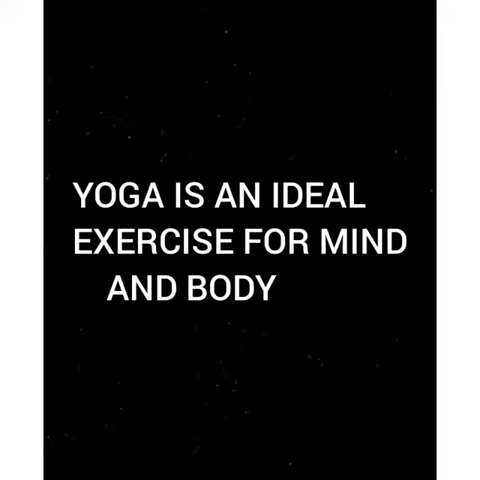 YOGA IS AN IDEAL
EXERCISE FOR MIND
AND BODY